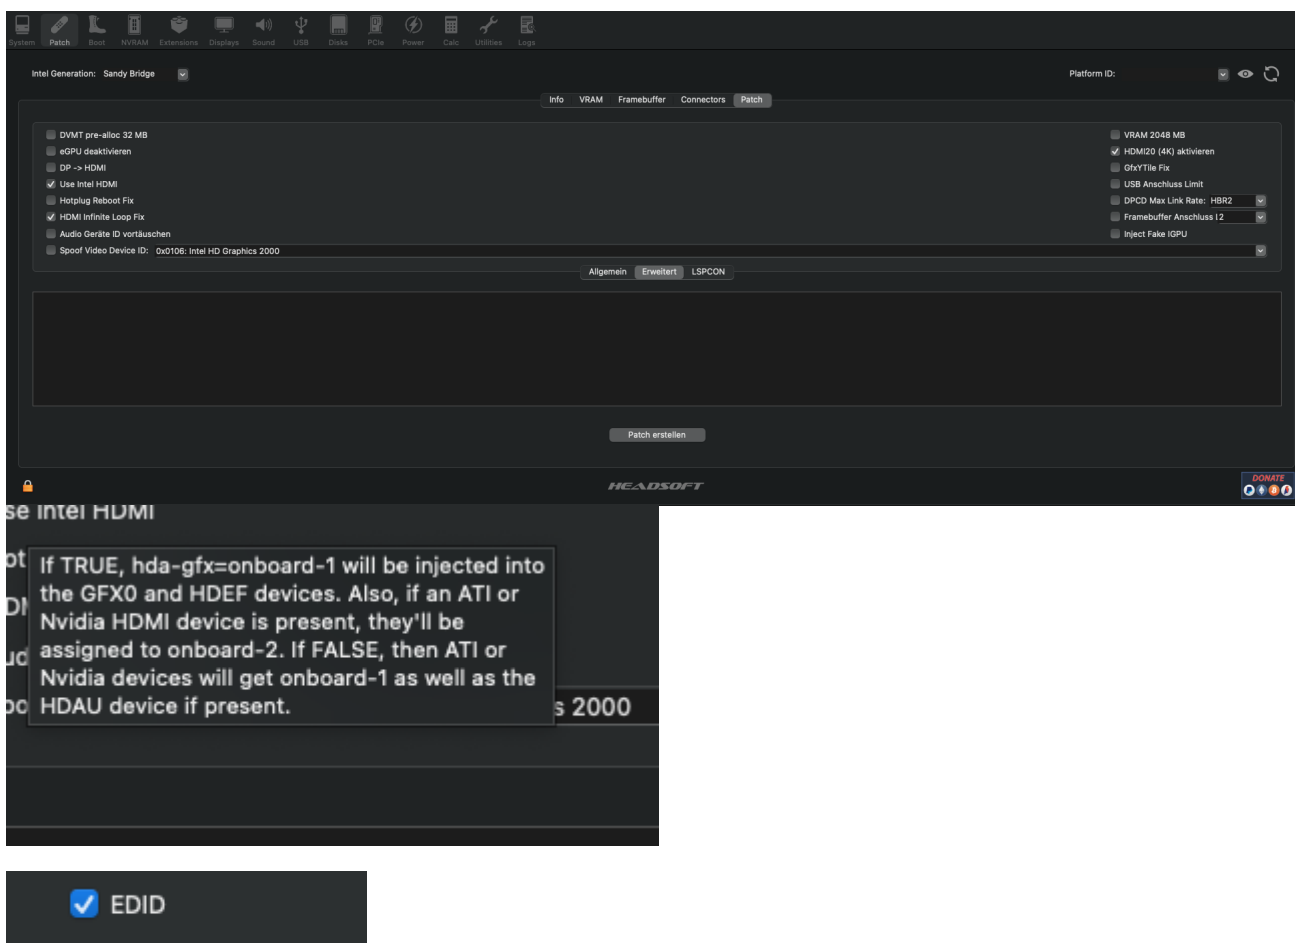 System Patch Boot NVRAM Extensions Displays Sound USB Disks PCIe Power Calc Utilities Logs
Intel Generation: Sandy Bridge
Platform ID:
Info VRAM Framebuffer Connectors Patch
DVMT pre-alloc 32 MB
eGPU deaktivieren
DP -> HDMI
Use Intel HDMI
Hotplug Reboot Fix
HDMI Infinite Loop Fix
Audio Geräte ID vortäuschen
Spoof Video Device ID: 0x0106: Intel HD Graphics 2000
VRAM 2048 MB
HDMI20 (4K) aktivieren
GfxYTile Fix
USB Anschluss Limit
DPCD Max Link Rate: HBR2
Framebuffer Anschluss l 2
Inject Fake IGPU
Allgemein Erweitert LSPCON
Patch erstellen
HEADSOFT
DONATE
se Intel HDMI
If TRUE, hda-gfx=onboard-1 will be injected into
the GFX0 and HDEF devices. Also, if an ATI or
Nvidia HDMI device is present, they'll be
assigned to onboard-2. If FALSE, then ATI or
Nvidia devices will get onboard-1 as well as the
HDAU device if present.
s 2000
EDID